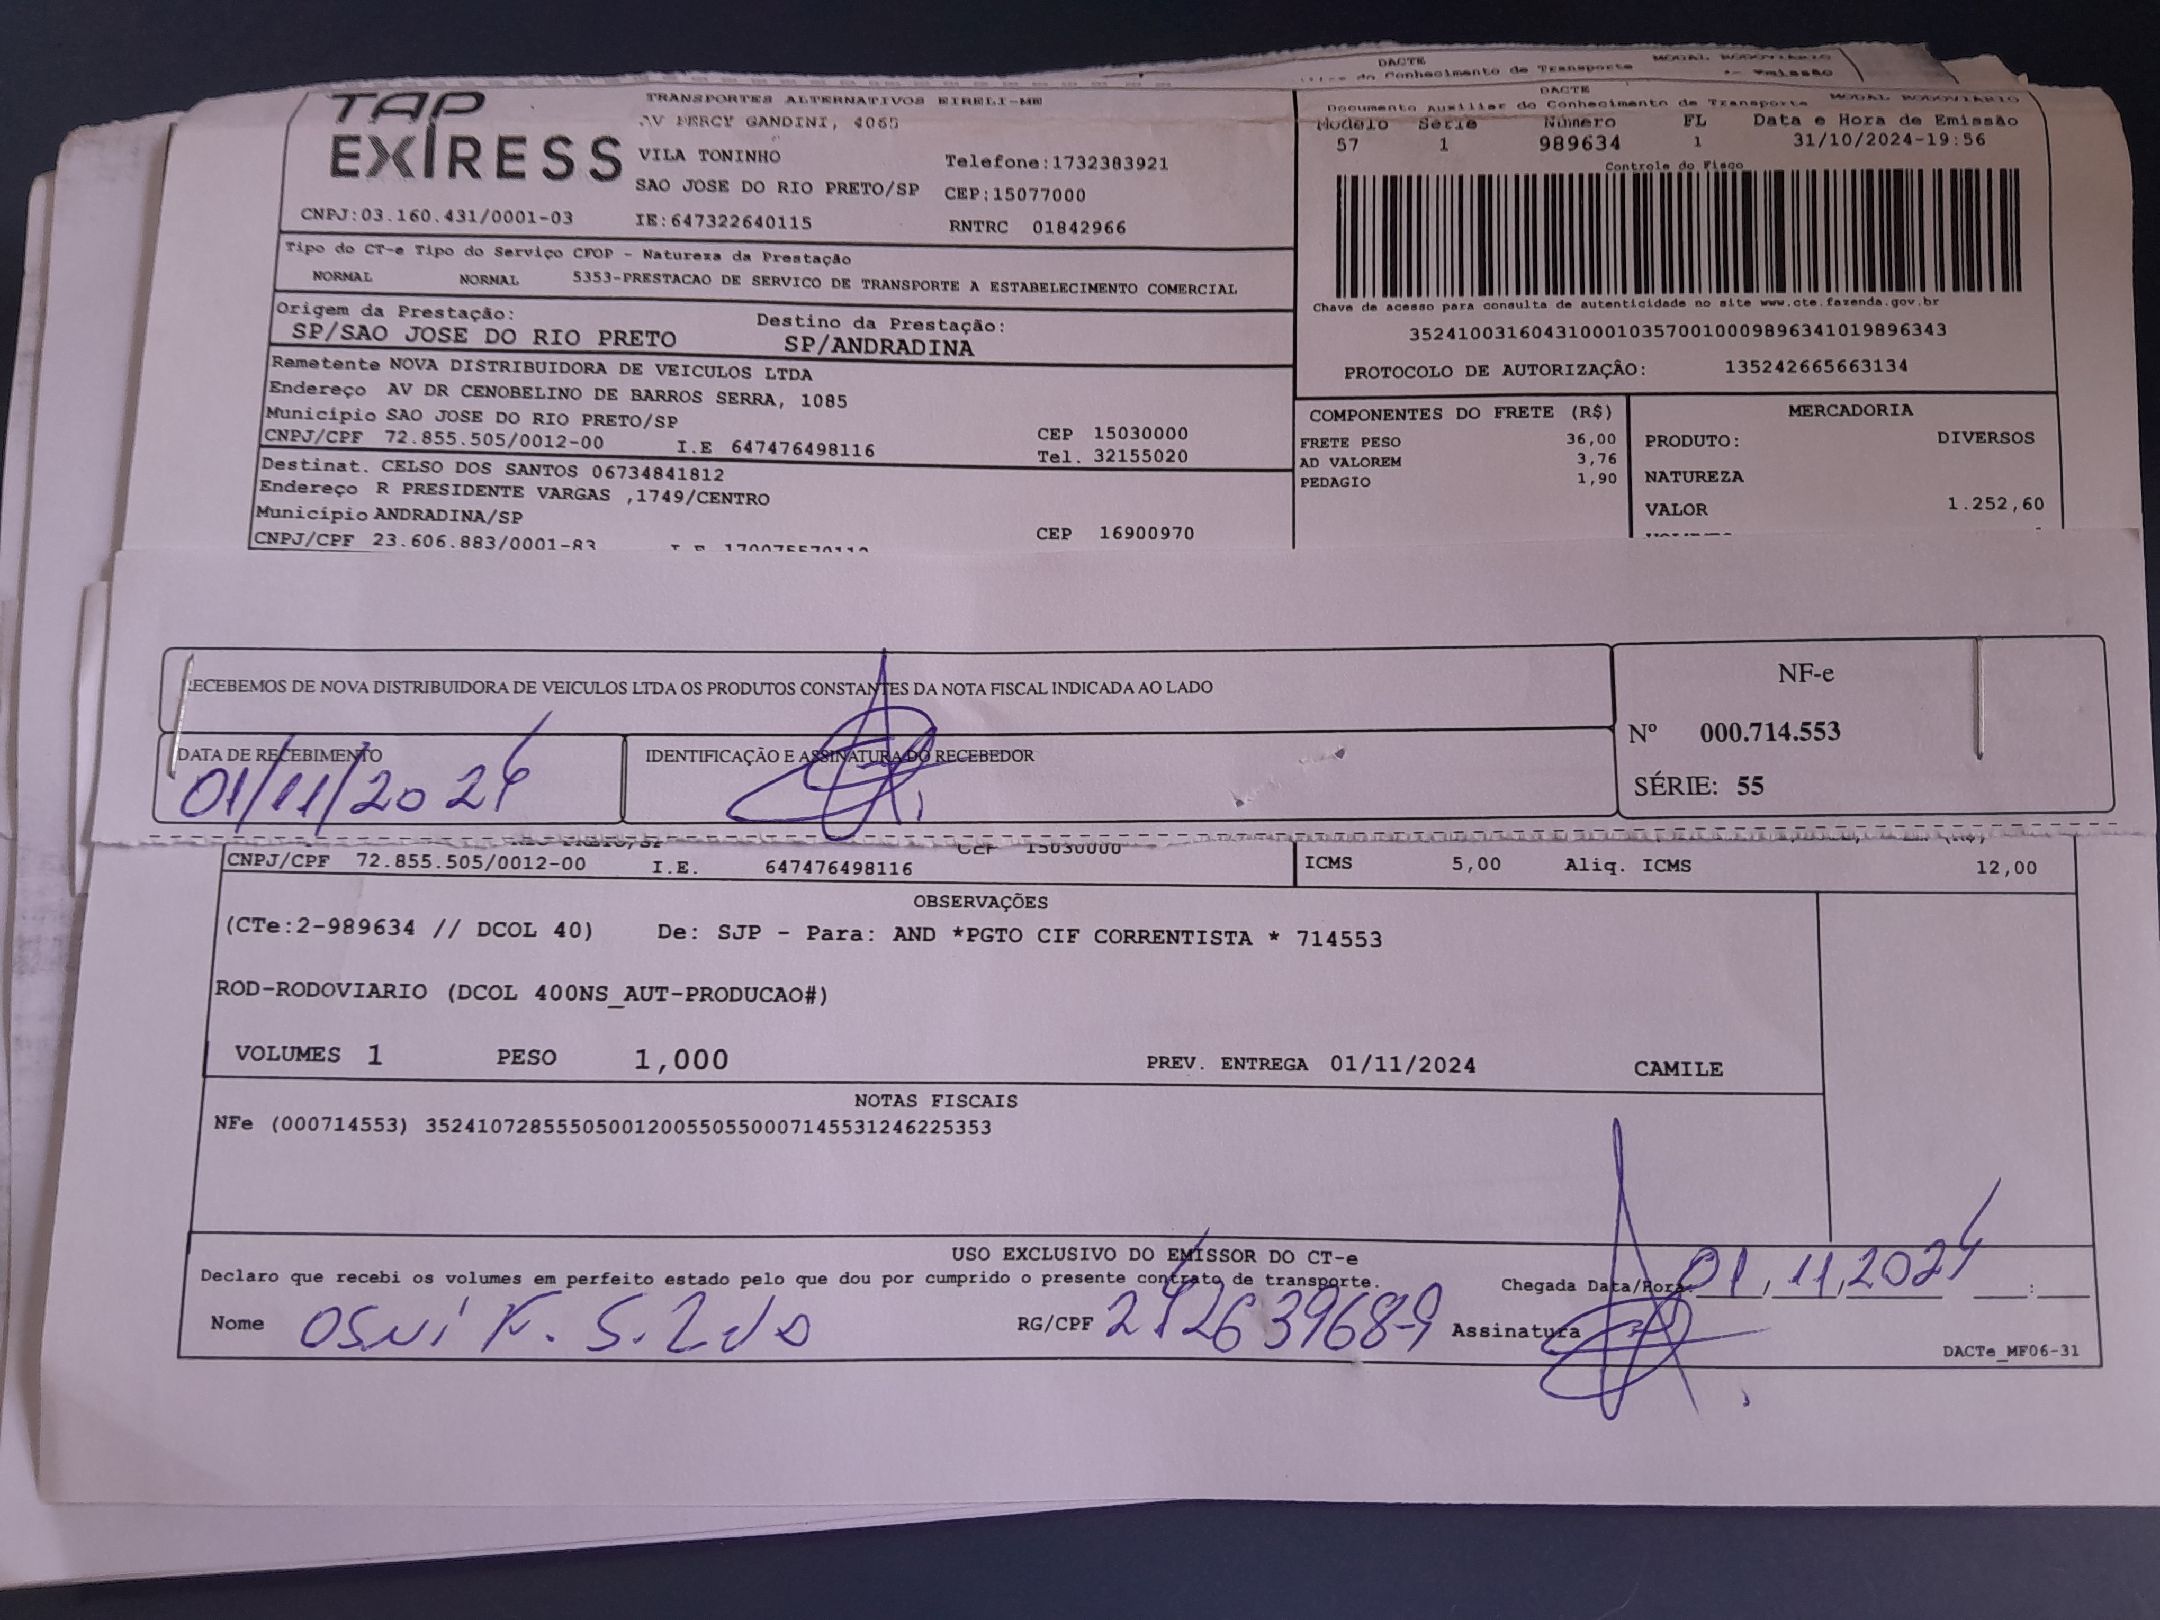 DACTE
do Conhecimento de Transporte MODAL RODOVIÁRIO
TAP
EXPRESS
TRANSPORTES ALTERNATIVOS EIRELI-ME
AV PERCY GANDINI, 4065
VILA TONINHO Telefone:1732383921
SAO JOSE DO RIO PRETO/SP CEP:15077000
CNPJ:03.160.431/0001-03 IE:647322640115 RNTRC 01842966
DACTE
Documento Auxiliar do Conhecimento de Transporte MODAL RODOVIÁRIO
Modelo Série Número FL Data e Hora de Emissão
57 1 989634 1 31/10/2024-19:56
Controle do Fisco
Chave de acesso para consulta de autenticidade no site www.cte.fazenda.gov.br
35241003160431000103570010009896341019896343
PROTOCOLO DE AUTORIZAÇÃO: 135242665663134
Tipo do CT-e Tipo do Serviço CFOP - Natureza da Prestação
NORMAL NORMAL 5353-PRESTACAO DE SERVICO DE TRANSPORTE A ESTABELECIMENTO COMERCIAL
Origem da Prestação: Destino da Prestação:
SP/SAO JOSE DO RIO PRETO SP/ANDRADINA
Remetente NOVA DISTRIBUIDORA DE VEICULOS LTDA
Endereço AV DR CENOBELINO DE BARROS SERRA, 1085
Município SAO JOSE DO RIO PRETO/SP CEP 15030000
CNPJ/CPF 72.855.505/0012-00 I.E 647476498116 Tel. 32155020
Destinat. CELSO DOS SANTOS 06734841812
Endereço R PRESIDENTE VARGAS ,1749/CENTRO
Município ANDRADINA/SP CEP 16900970
CNPJ/CPF 23.606.883/0001-83
COMPONENTES DO FRETE (R$)
FRETE PESO 36,00
AD VALOREM 3,76
PEDAGIO 1,90
MERCADORIA
PRODUTO: DIVERSOS
NATUREZA
VALOR 1.252,60
RECEBEMOS DE NOVA DISTRIBUIDORA DE VEICULOS LTDA OS PRODUTOS CONSTANTES DA NOTA FISCAL INDICADA AO LADO
DATA DE RECEBIMENTO IDENTIFICAÇÃO E ASSINATURA DO RECEBEDOR
01/11/2024
NF-e
Nº 000.714.553
SÉRIE: 55
CEP 15030000
CNPJ/CPF 72.855.505/0012-00 I.E. 647476498116
ICMS 5,00 Aliq. ICMS 12,00
OBSERVAÇÕES
(CTe:2-989634 // DCOL 40) De: SJP - Para: AND *PGTO CIF CORRENTISTA * 714553
ROD-RODOVIARIO (DCOL 400NS_AUT-PRODUCAO#)
VOLUMES 1 PESO 1,000 PREV. ENTREGA 01/11/2024 CAMILE
NOTAS FISCAIS
NFe (000714553) 35241072855505001200550550007145531246225353
USO EXCLUSIVO DO EMISSOR DO CT-e
Declaro que recebi os volumes em perfeito estado pelo que dou por cumprido o presente contrato de transporte. Chegada Data/Hora: 01/11/2024
Nome RG/CPF 242639689 Assinatura
DACTe_MF06-31